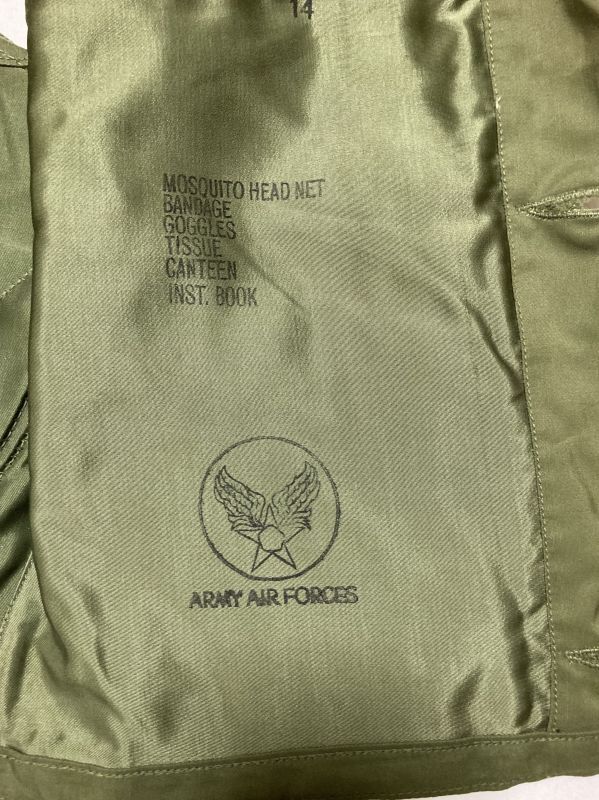 14
MOSQUITO HEAD NET
BANDAGE
GOGGLES
TISSUE
CANTEEN
INST. BOOK
ARMY AIR FORCES